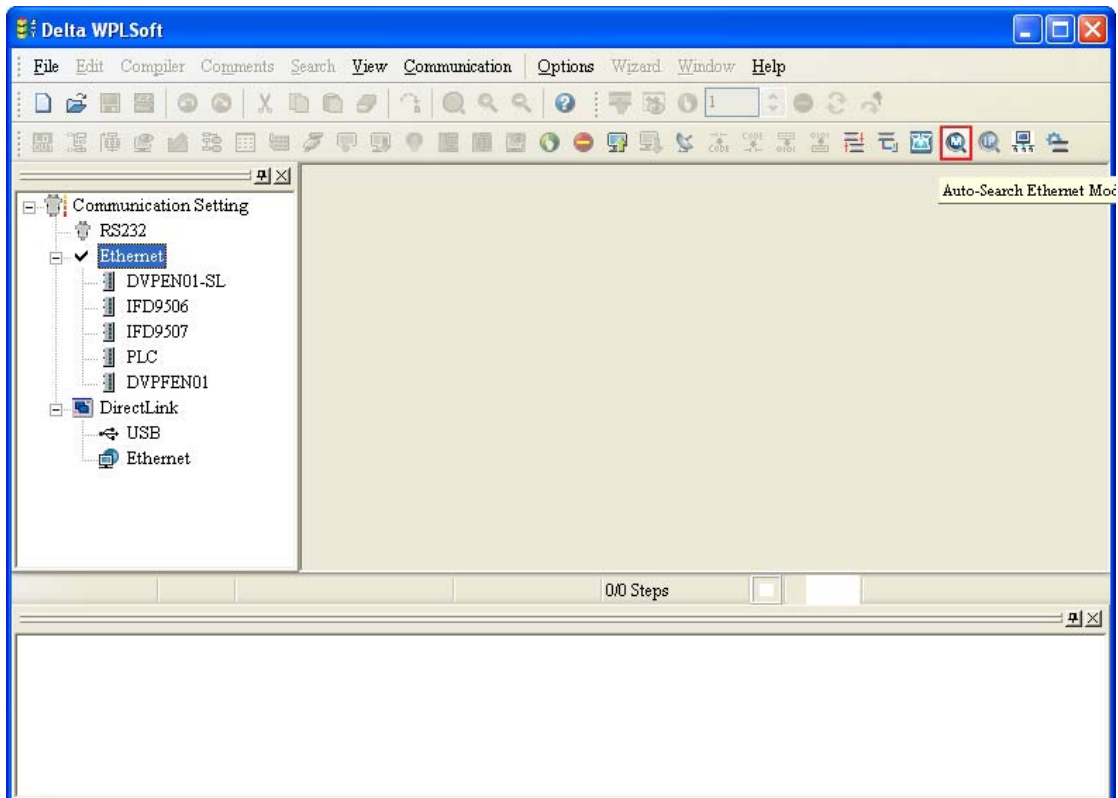 Delta WPLSoft
File Edit Compiler Comments Search View Communication Options Wizard Window Help
1
Auto-Search Ethernet Mod
Communication Setting
RS232
Ethernet
DVPEN01-SL
IFD9506
IFD9507
PLC
DVPFEN01
DirectLink
USB
Ethernet
0/0 Steps